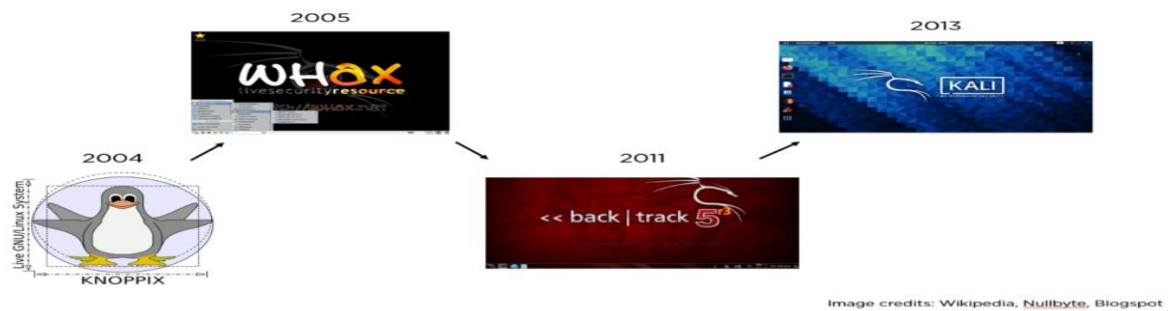 2004
Live GNU/Linux System
KNOPPIX
2005
WHAX
livesecurityresource
2011
<< back | track 5 r3
2013
KALI
Image credits: Wikipedia, Nullbyte, Blogspot